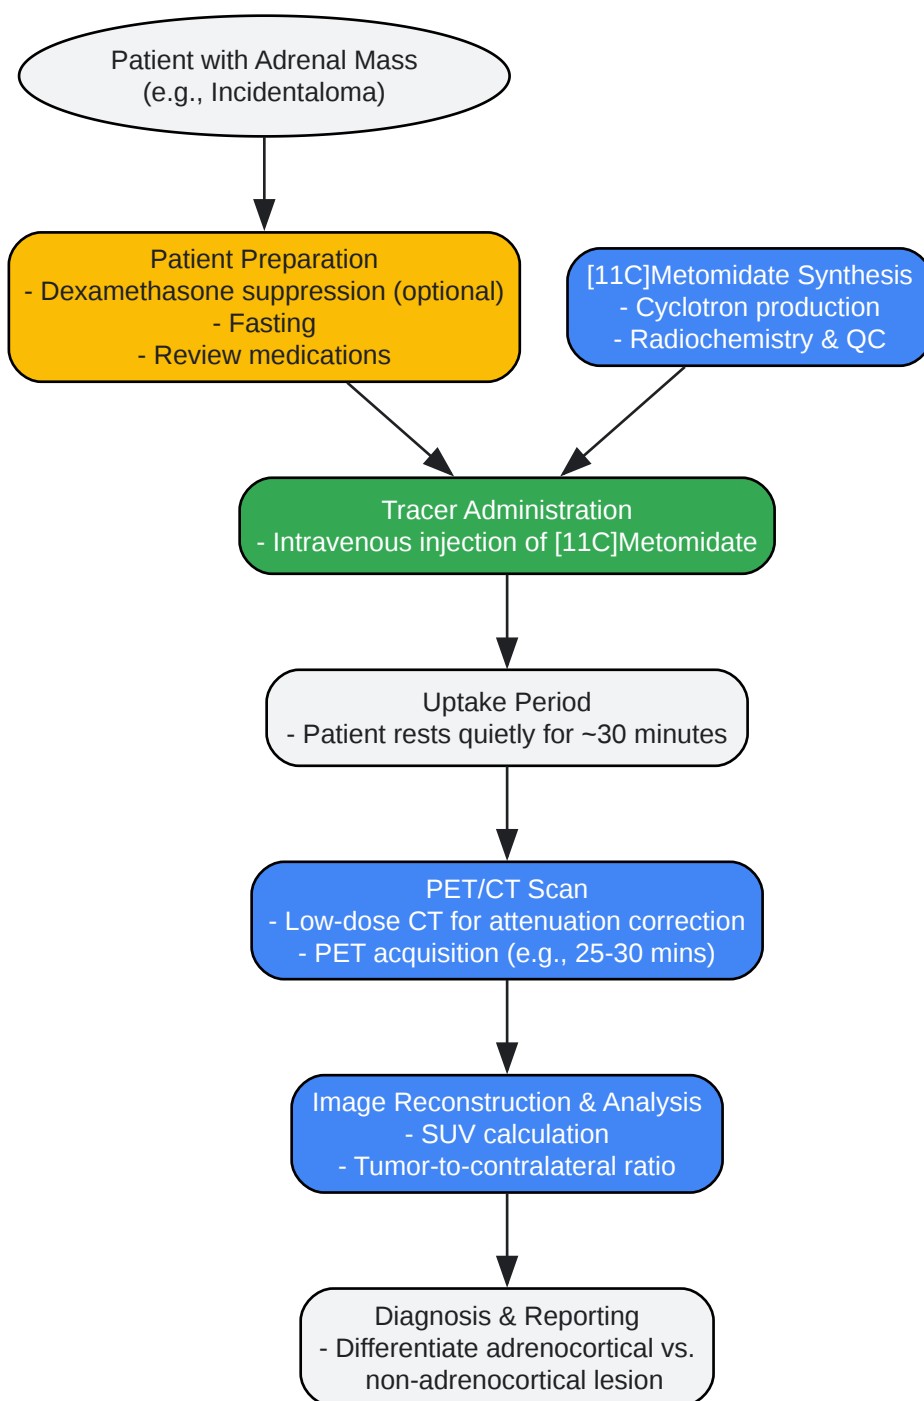 Patient with Adrenal Mass
(e.g., Incidentaloma)
Patient Preparation
- Dexamethasone suppression (optional)
- Fasting
- Review medications
[11C]Metomidate Synthesis
- Cyclotron production
- Radiochemistry & QC
Tracer Administration
- Intravenous injection of [11C]Metomidate
Uptake Period
- Patient rests quietly for ~30 minutes
PET/CT Scan
- Low-dose CT for attenuation correction
- PET acquisition (e.g., 25-30 mins)
Image Reconstruction & Analysis
- SUV calculation
- Tumor-to-contralateral ratio
Diagnosis & Reporting
- Differentiate adrenocortical vs.
non-adrenocortical lesion